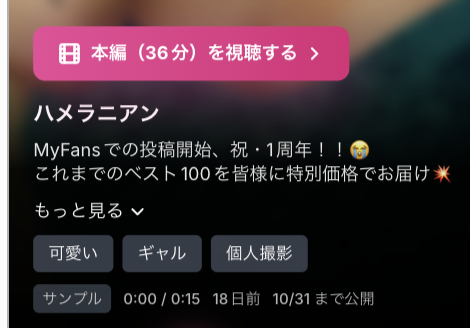 本編（36分）を視聴する
ハメラニアン
MyFansでの投稿開始、祝・1周年！！😭
これまでのベスト100を皆様に特別価格でお届け💥
もっと見る
可愛い ギャル 個人撮影
サンプル 0:00 / 0:15 18日前 10/31まで公開